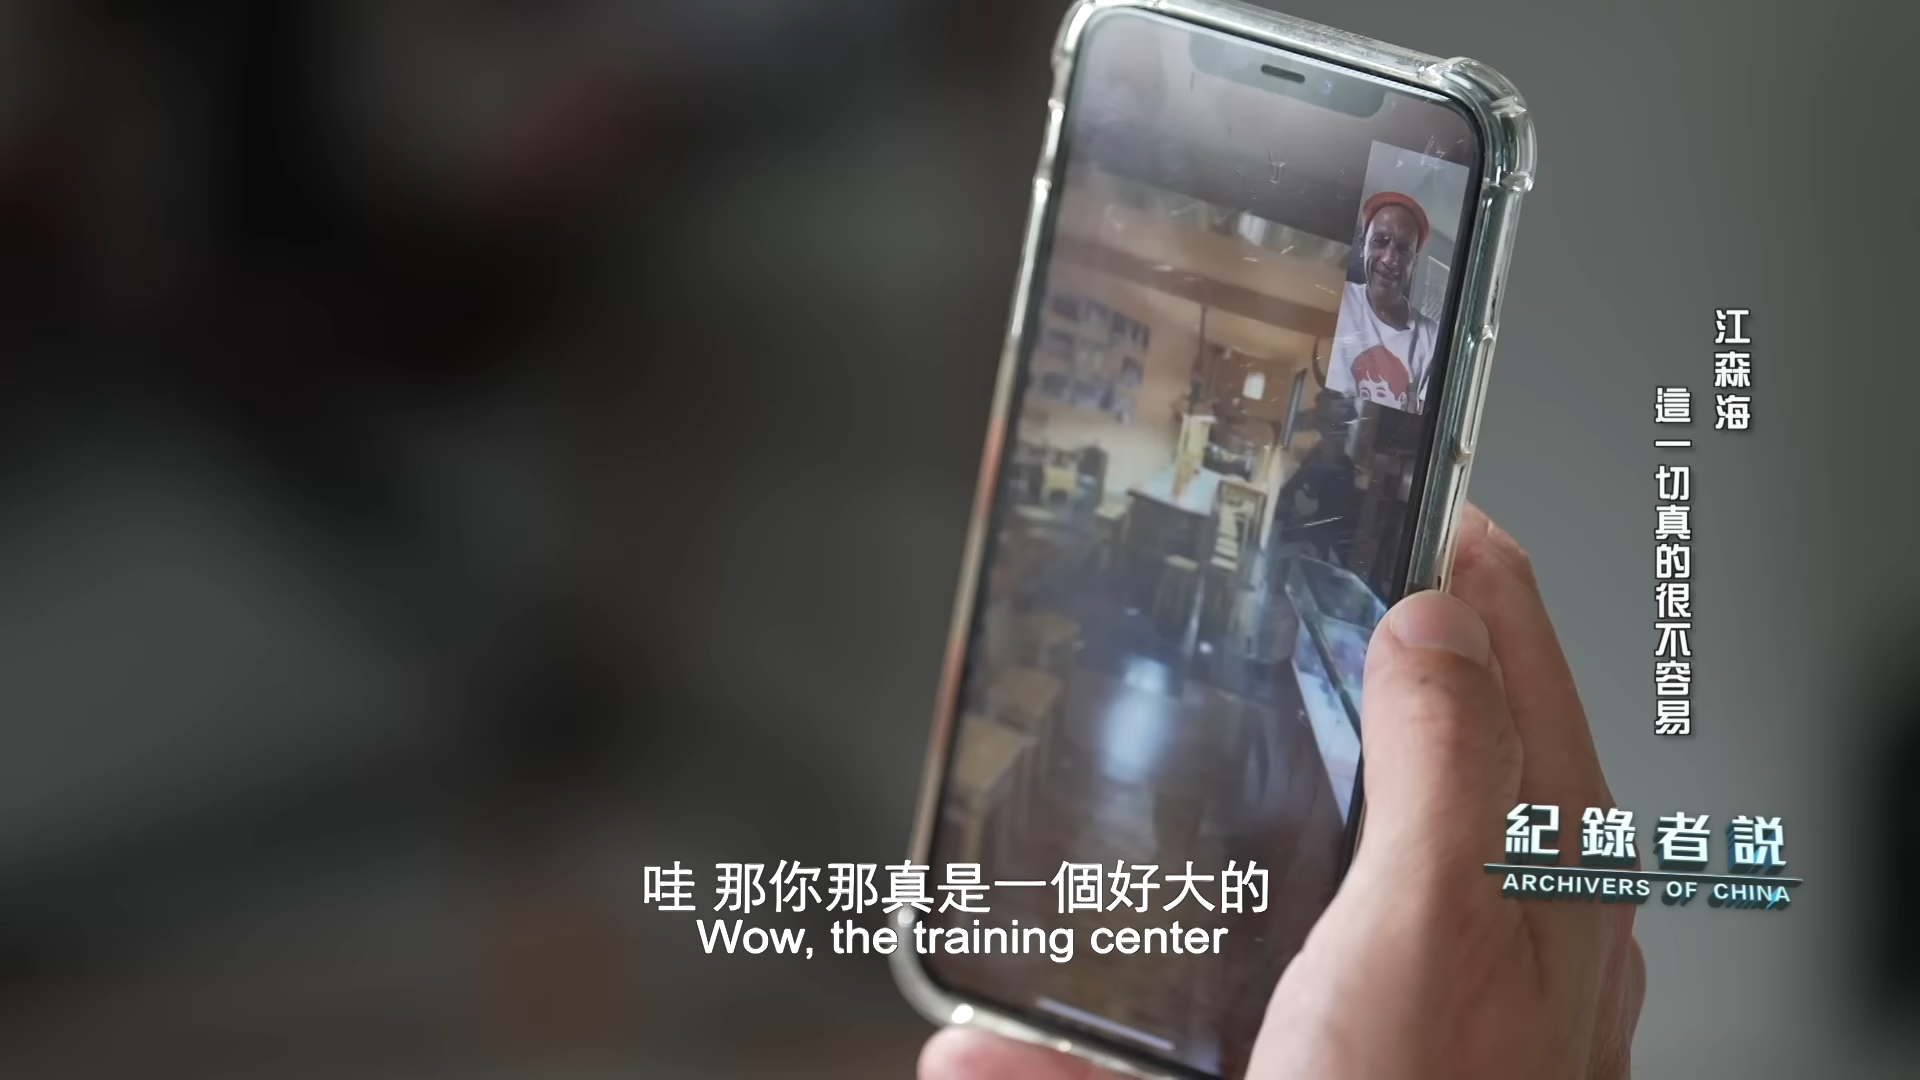 江森海
這一切真的很不容易
紀錄者説
ARCHIVERS OF CHINA
哇 那你那真是一個好大的
Wow, the training center